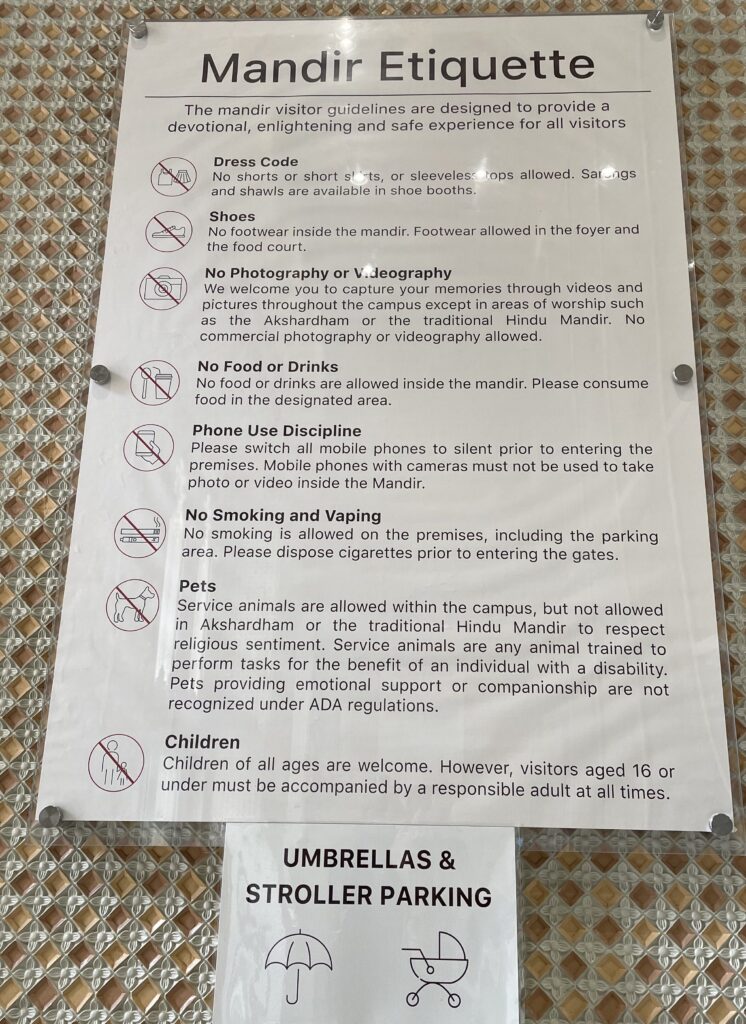 Mandir Etiquette
The mandir visitor guidelines are designed to provide a
devotional, enlightening and safe experience for all visitors
Dress Code
No shorts or short skirts, or sleeveless tops allowed. Sarongs
and shawls are available in shoe booths.
Shoes
No footwear inside the mandir. Footwear allowed in the foyer and
the food court.
No Photography or Videography
We welcome you to capture your memories through videos and
pictures throughout the campus except in areas of worship such
as the Akshardham or the traditional Hindu Mandir. No
commercial photography or videography allowed.
No Food or Drinks
No food or drinks are allowed inside the mandir. Please consume
food in the designated area.
Phone Use Discipline
Please switch all mobile phones to silent prior to entering the
premises. Mobile phones with cameras must not be used to take
photo or video inside the Mandir.
No Smoking and Vaping
No smoking is allowed on the premises, including the parking
area. Please dispose cigarettes prior to entering the gates.
Pets
Service animals are allowed within the campus, but not allowed
in Akshardham or the traditional Hindu Mandir to respect
religious sentiment. Service animals are any animal trained to
perform tasks for the benefit of an individual with a disability.
Pets providing emotional support or companionship are not
recognized under ADA regulations.
Children
Children of all ages are welcome. However, visitors aged 16 or
under must be accompanied by a responsible adult at all times.
UMBRELLAS &
STROLLER PARKING